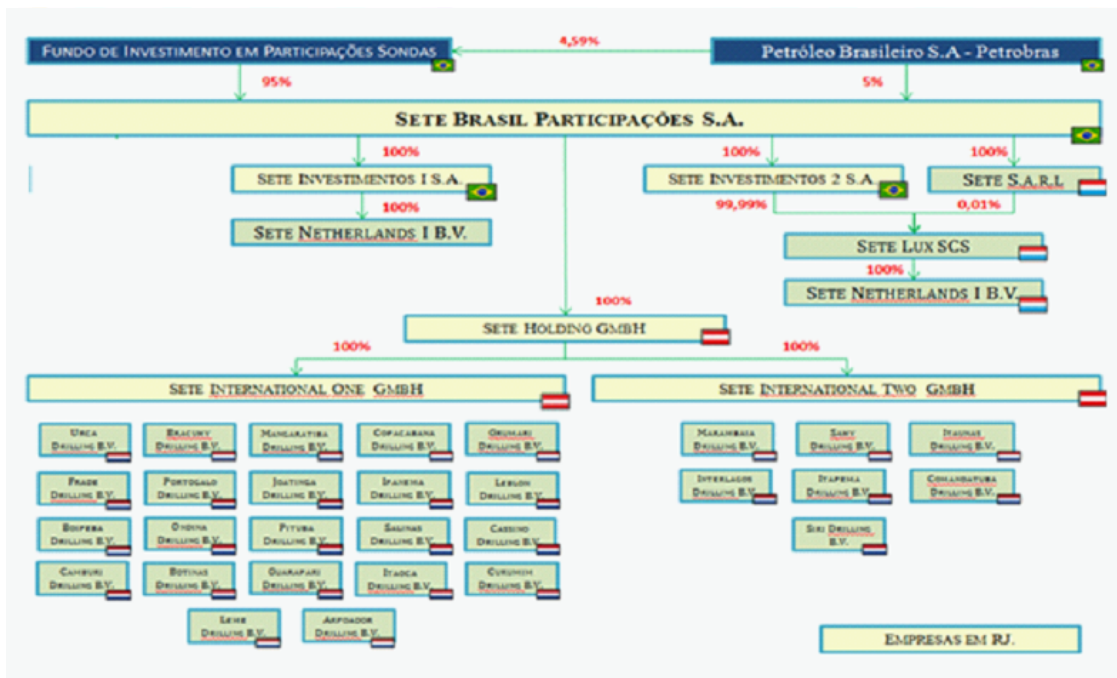 FUNDO DE INVESTIMENTO EM PARTICIPAÇÕES SONDAS
4,59%
Petróleo Brasileiro S.A - Petrobras
95%
5%
SETE BRASIL PARTICIPAÇÕES S.A.
100%
100%
100%
SETE INVESTIMENTOS I S.A.
SETE INVESTIMENTOS 2 S.A.
SETE S.A.R.L
100%
99,99%
0,01%
SETE NETHERLANDS I B.V.
SETE LUX SCS
100%
SETE NETHERLANDS I B.V.
100%
SETE HOLDING GMBH
100%
100%
SETE INTERNATIONAL ONE GMBH
SETE INTERNATIONAL TWO GMBH
URCA
DRILLING B.V.
BRACUHY
DRILLING B.V.
MANGARATIBA
DRILLING B.V.
COPACABANA
DRILLING B.V.
GRUMARI
DRILLING B.V.
MARAMBAIA
DRILLING B.V.
SAHY
DRILLING B.V.
ITAUNAS
DRILLING B.V.
FRADE
DRILLING B.V.
PORTOGALO
DRILLING B.V.
JOATINGA
DRILLING B.V.
IPANEMA
DRILLING B.V.
LEBLON
DRILLING B.V.
INTERLAGOS
DRILLING B.V.
ITAPEMA
DRILLING B.V.
COMANDATUBA
DRILLING B.V.
BOIPEBA
DRILLING B.V.
ONDINA
DRILLING B.V.
PITUBA
DRILLING B.V.
SALINAS
DRILLING B.V.
CASSINO
DRILLING B.V.
SIRI DRILLING
B.V.
CAMBURI
DRILLING B.V.
BOTINAS
DRILLING B.V.
GUARAPARI
DRILLING B.V.
ITAOCA
DRILLING B.V.
CURUMIM
DRILLING B.V.
LEME
DRILLING B.V.
ARPOADOR
DRILLING B.V.
EMPRESAS EM RJ.